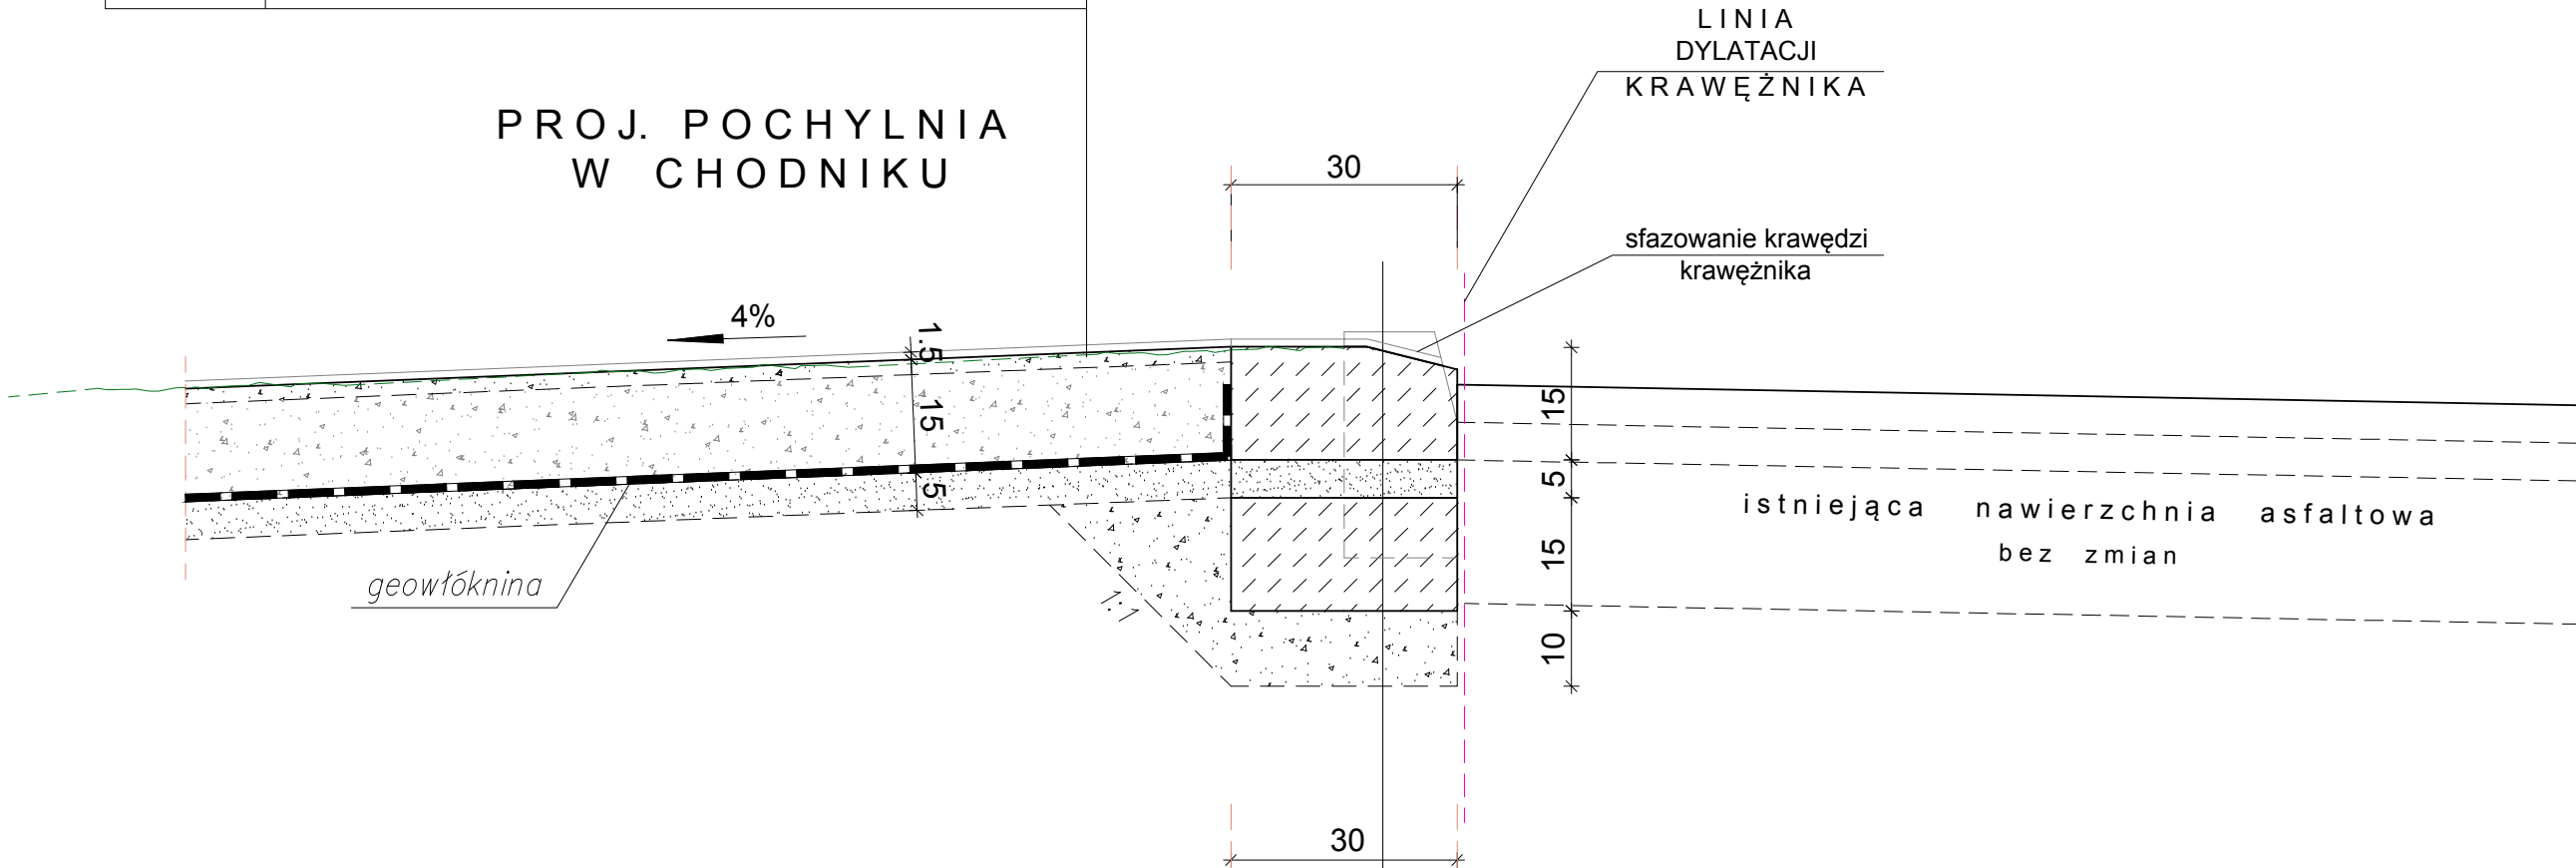 LINIA
DYLATACJI
KRAWĘŻNIKA
PROJ. POCHYLNIA
W CHODNIKU
30
sfazowanie krawędzi
krawężnika
4%
1.5
15
5
15
5
15
10
istniejąca nawierzchnia asfaltowa
bez zmian
geowłóknina
1:1
30